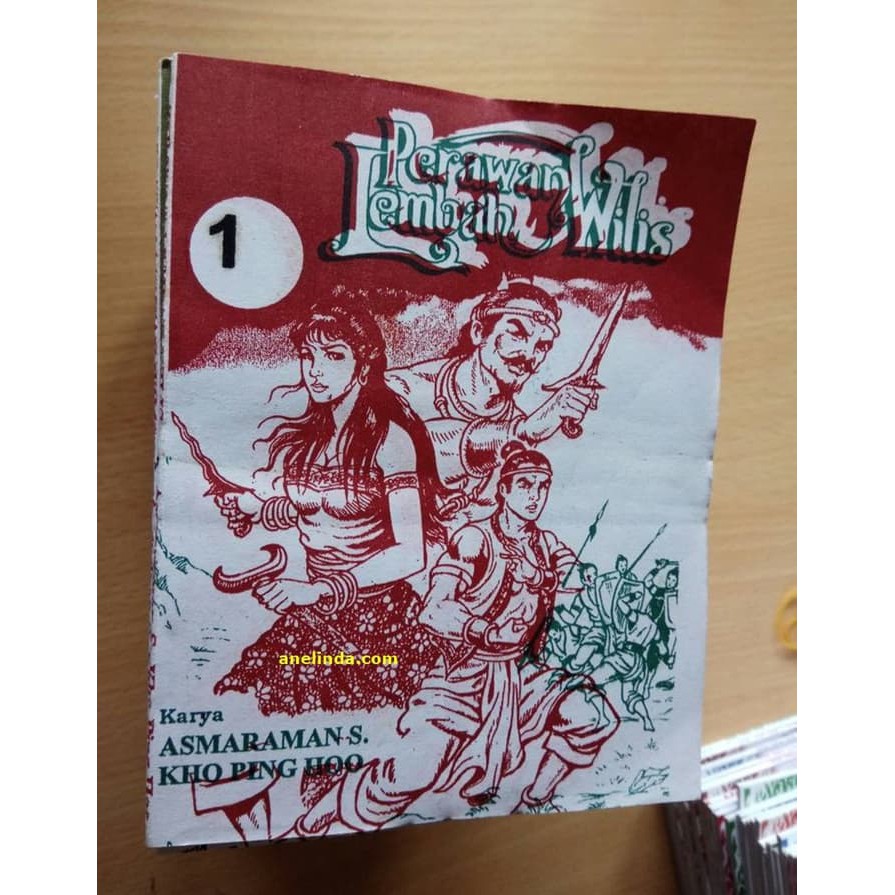 Perawan
Lembah Wilis
1
anelinda.com
Karya
ASMARAMAN S.
KHO PING HOO